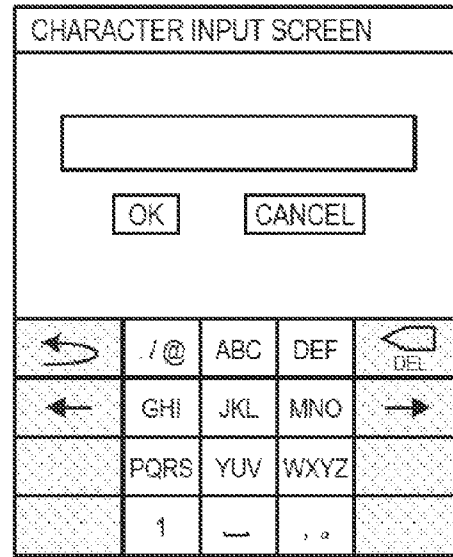 CHARACTER INPUT SCREEN
OK CANCEL
./@ ABC DEF DEL
GHI JKL MNO
PQRS YUV WXYZ
1 , 。